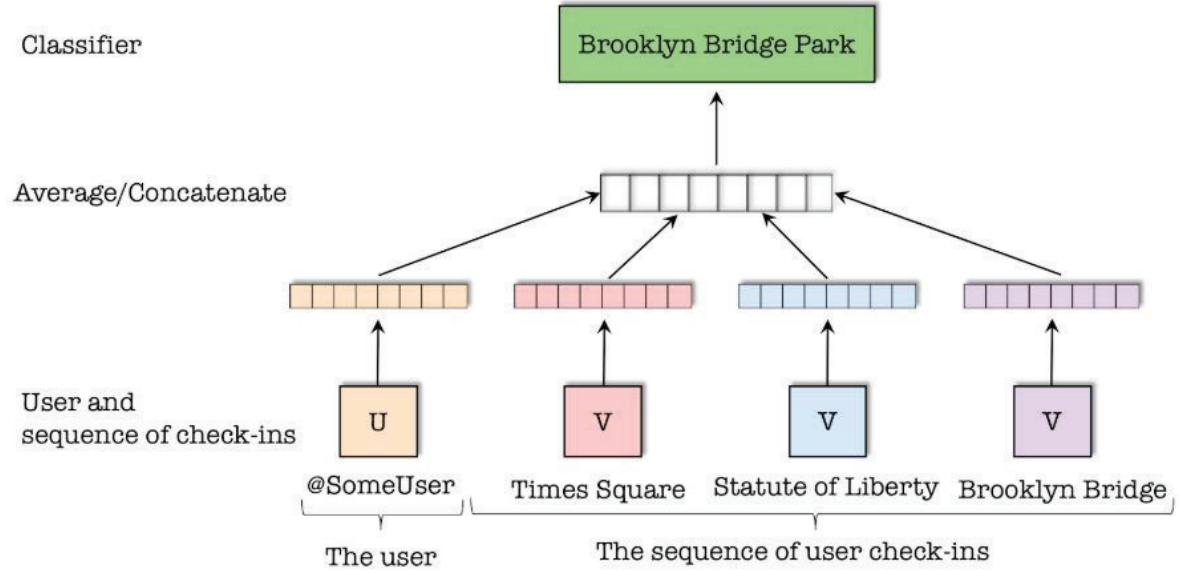 Classifier
Brooklyn Bridge Park
Average/Concatenate
User and
sequence of check-ins
U
V
V
V
@SomeUser
Times Square
Statute of Liberty
Brooklyn Bridge
The user
The sequence of user check-ins